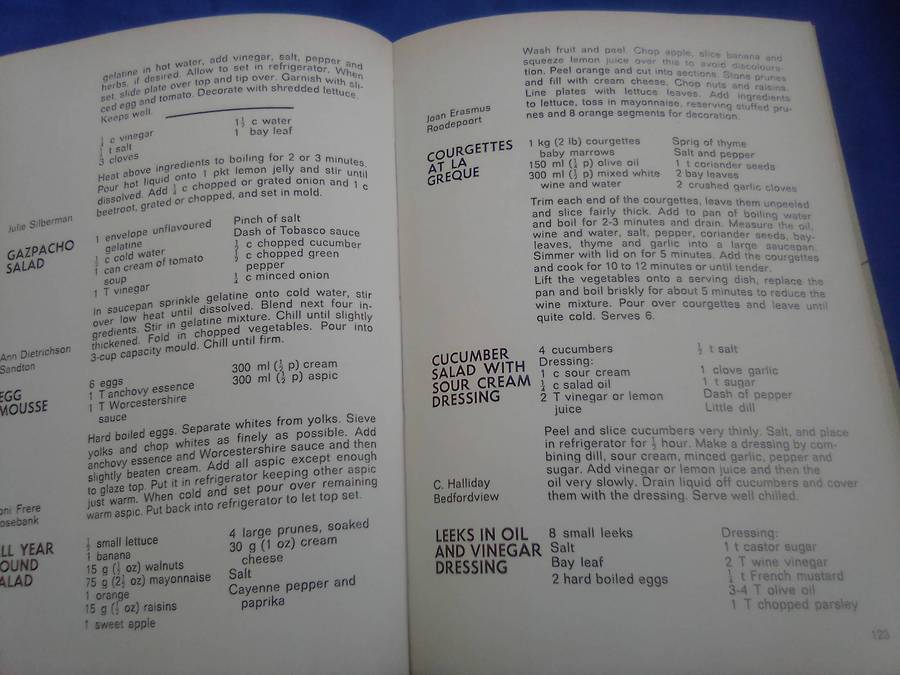 gelatine in hot water, add vinegar, salt, pepper and
herbs, if desired. Allow to set in refrigerator. When
set, slide plate over top and tip over. Garnish with sli-
ced egg and tomato. Decorate with shredded lettuce.
Keeps well.
¼ c vinegar
½ t salt
3 cloves
1½ c water
1 bay leaf
Heat above ingredients to boiling for 2 or 3 minutes.
Pour hot liquid onto 1 pkt lemon jelly and stir until
dissolved. Add ¼ c chopped or grated onion and 1 c
beetroot, grated or chopped, and set in mold.
Julie Silberman
GAZPACHO
SALAD
1 envelope unflavoured
gelatine
½ c cold water
1 can cream of tomato
soup
1 T vinegar
Pinch of salt
Dash of Tobasco sauce
½ c chopped cucumber
½ c chopped green
pepper
¼ c minced onion
In saucepan sprinkle gelatine onto cold water, stir
over low heat until dissolved. Blend next four in-
gredients. Stir in gelatine mixture. Chill until slightly
thickened. Fold in chopped vegetables. Pour into
3-cup capacity mould. Chill until firm.
Ann Dietrichson
Sandton
EGG
MOUSSE
6 eggs
1 T anchovy essence
1 T Worcestershire
sauce
300 ml (½ p) cream
300 ml (½ p) aspic
Hard boiled eggs. Separate whites from yolks. Sieve
yolks and chop whites as finely as possible. Add
anchovy essence and Worcestershire sauce and then
slightly beaten cream. Add all aspic except enough
to glaze top. Put it in refrigerator keeping other aspic
just warm. When cold and set pour over remaining
warm aspic. Put back into refrigerator to let top set.
oni Frere
osebank
LL YEAR
OUND
ALAD
½ small lettuce
1 banana
15 g (½ oz) walnuts
75 g (2½ oz) mayonnaise
1 orange
15 g (½ oz) raisins
1 sweet apple
4 large prunes, soaked
30 g (1 oz) cream
cheese
Salt
Cayenne pepper and
paprika
Wash fruit and peel. Chop apple, slice banana and
squeeze lemon juice over this to avoid discoloura-
tion. Peel orange and cut into sections. Stone prunes
and fill with cream cheese. Chop nuts and raisins.
Line plates with lettuce leaves. Add ingredients
to lettuce, toss in mayonnaise, reserving stuffed pru-
nes and 8 orange segments for decoration.
Joan Erasmus
Roodepoort
COURGETTES
AT LA
GREQUE
1 kg (2 lb) courgettes
baby marrows
150 ml (¼ p) olive oil
300 ml (½ p) mixed white
wine and water
Sprig of thyme
Salt and pepper
1 t coriander seeds
2 bay leaves
2 crushed garlic cloves
Trim each end of the courgettes, leave them unpeeled
and slice fairly thick. Add to pan of boiling water
and boil for 2-3 minutes and drain. Measure the oil,
wine and water, salt, pepper, coriander seeds, bay-
leaves, thyme and garlic into a large saucepan.
Simmer with lid on for 5 minutes. Add the courgettes
and cook for 10 to 12 minutes or until tender.
Lift the vegetables onto a serving dish, replace the
pan and boil briskly for about 5 minutes to reduce the
wine mixture. Pour over courgettes and leave until
quite cold. Serves 6.
CUCUMBER
SALAD WITH
SOUR CREAM
DRESSING
4 cucumbers
Dressing:
1 c sour cream
¼ c salad oil
2 T vinegar or lemon
juice
½ t salt
1 clove garlic
1 t sugar
Dash of pepper
Little dill
Peel and slice cucumbers very thinly. Salt, and place
in refrigerator for ½ hour. Make a dressing by com-
bining dill, sour cream, minced garlic, pepper and
sugar. Add vinegar or lemon juice and then the
oil very slowly. Drain liquid off cucumbers and cover
them with the dressing. Serve well chilled.
C. Halliday
Bedfordview
LEEKS IN OIL
AND VINEGAR
DRESSING
8 small leeks
Salt
Bay leaf
2 hard boiled eggs
Dressing:
1 t castor sugar
2 T wine vinegar
¼ t French mustard
3-4 T olive oil
1 T chopped parsley
123